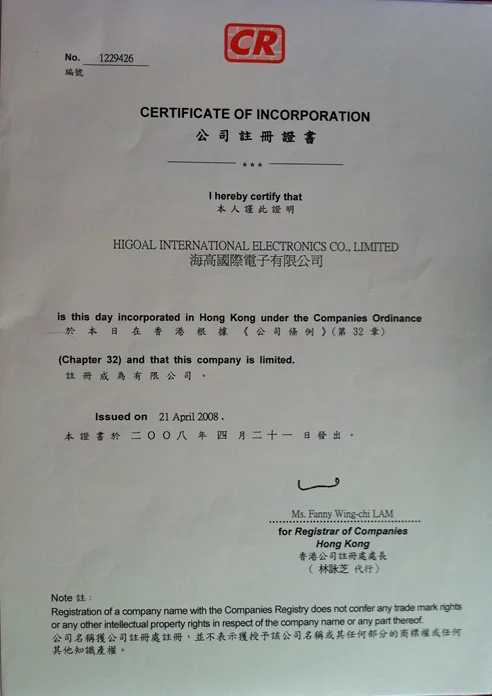 CR
No. 1229426
編號
CERTIFICATE OF INCORPORATION
公司註冊證書
***
I hereby certify that
本人謹此證明
HIGOAL INTERNATIONAL ELECTRONICS CO., LIMITED
海高國際電子有限公司
is this day incorporated in Hong Kong under the Companies Ordinance
於本日在香港根據《公司條例》(第32章)
(Chapter 32) and that this company is limited.
註冊成為有限公司。
Issued on 21 April 2008.
本證書於二〇〇八年四月二十一日發出。
Ms. Fanny Wing-chi LAM
for Registrar of Companies
Hong Kong
香港公司註冊處處長
(林詠芝 代行)
Note 註:
Registration of a company name with the Companies Registry does not confer any trade mark rights
or any other intellectual property rights in respect of the company name or any part thereof.
公司名稱獲公司註冊處註冊,並不表示獲授予該公司名稱或其任何部分的商標權或任何
其他知識產權。